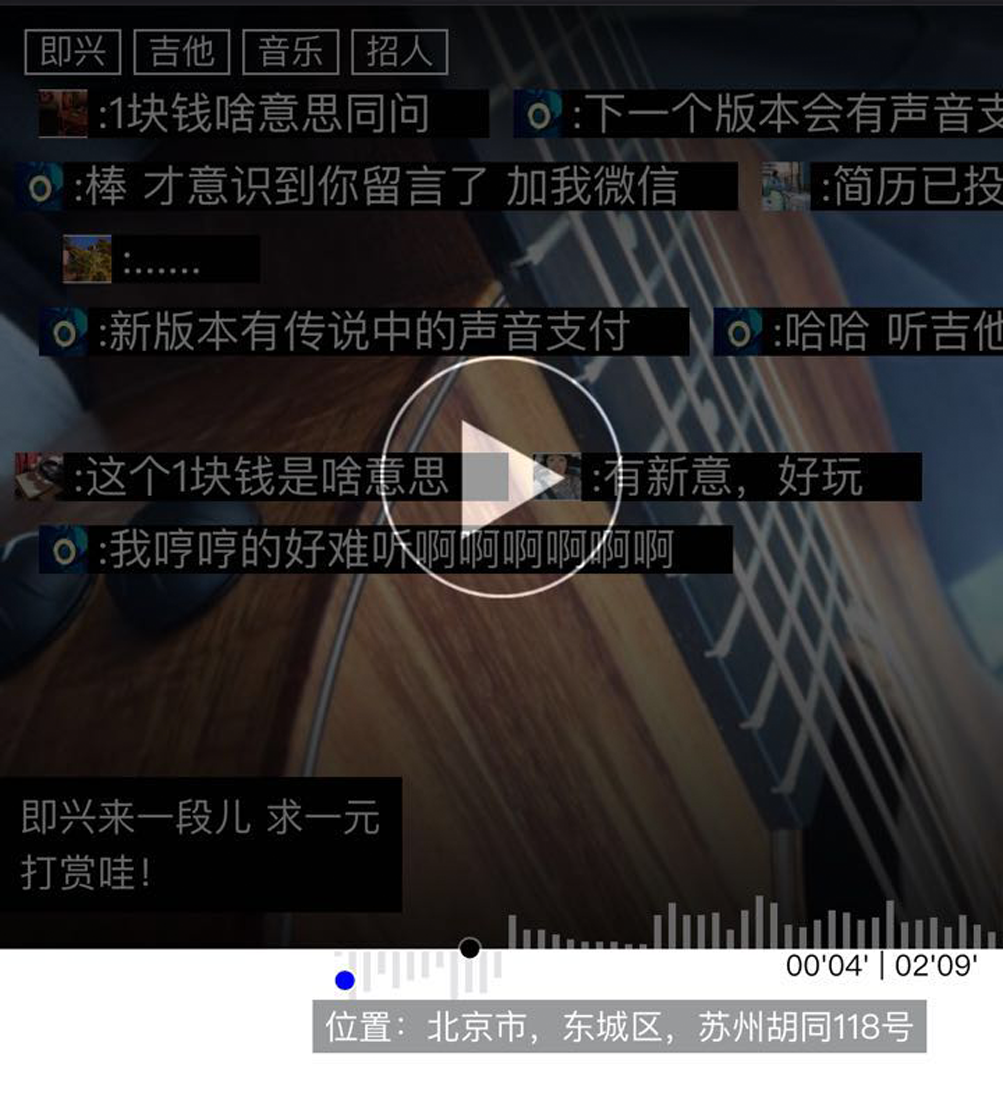 即兴 吉他 音乐 招人
:1块钱啥意思同问 :下一个版本会有声音支
:棒 才意识到你留言了 加我微信 :简历已投
:.......
:新版本有传说中的声音支付 :哈哈 听吉他
:这个1块钱是啥意思 :有新意，好玩
:我哼哼的好难听啊啊啊啊啊啊
即兴来一段儿 求一元
打赏哇！
00'04' | 02'09'
位置：北京市，东城区，苏州胡同118号